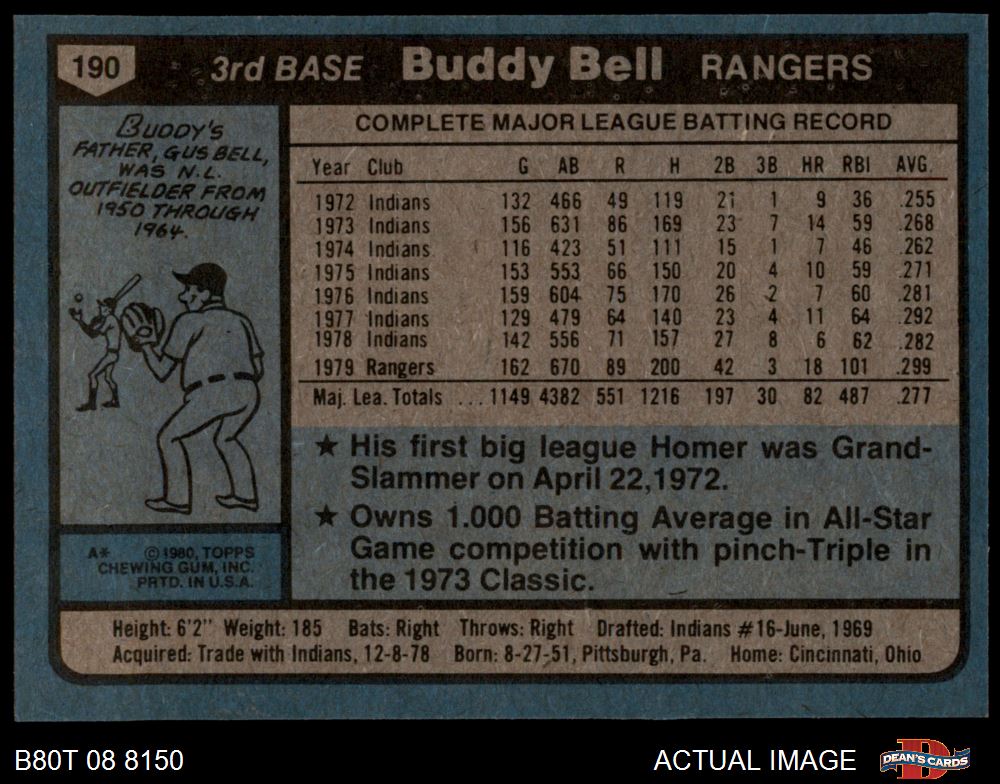 190 3rd BASE Buddy Bell RANGERS
BUDDY'S
FATHER, GUS BELL,
WAS N.L.
OUTFIELDER FROM
1950 THROUGH
1964.
COMPLETE MAJOR LEAGUE BATTING RECORD
Year Club G AB R H 2B 3B HR RBI AVG.
1972 Indians 132 466 49 119 21 1 9 36 .255
1973 Indians 156 631 86 169 23 7 14 59 .268
1974 Indians 116 423 51 111 15 1 7 46 .262
1975 Indians 153 553 66 150 20 4 10 59 .271
1976 Indians 159 604 75 170 26 2 7 60 .281
1977 Indians 129 479 64 140 23 4 11 64 .292
1978 Indians 142 556 71 157 27 8 6 62 .282
1979 Rangers 162 670 89 200 42 3 18 101 .299
Maj. Lea. Totals ... 1149 4382 551 1216 197 30 82 487 .277
★ His first big league Homer was Grand-
Slammer on April 22,1972.
★ Owns 1.000 Batting Average in All-Star
Game competition with pinch-Triple in
the 1973 Classic.
A* © 1980, TOPPS
CHEWING GUM, INC.
PRTD. IN U.S.A.
Height: 6'2" Weight: 185 Bats: Right Throws: Right Drafted: Indians #16-June, 1969
Acquired: Trade with Indians, 12-8-78 Born: 8-27-51, Pittsburgh, Pa. Home: Cincinnati, Ohio
B80T 08 8150 ACTUAL IMAGE
DEAN'S CARDS